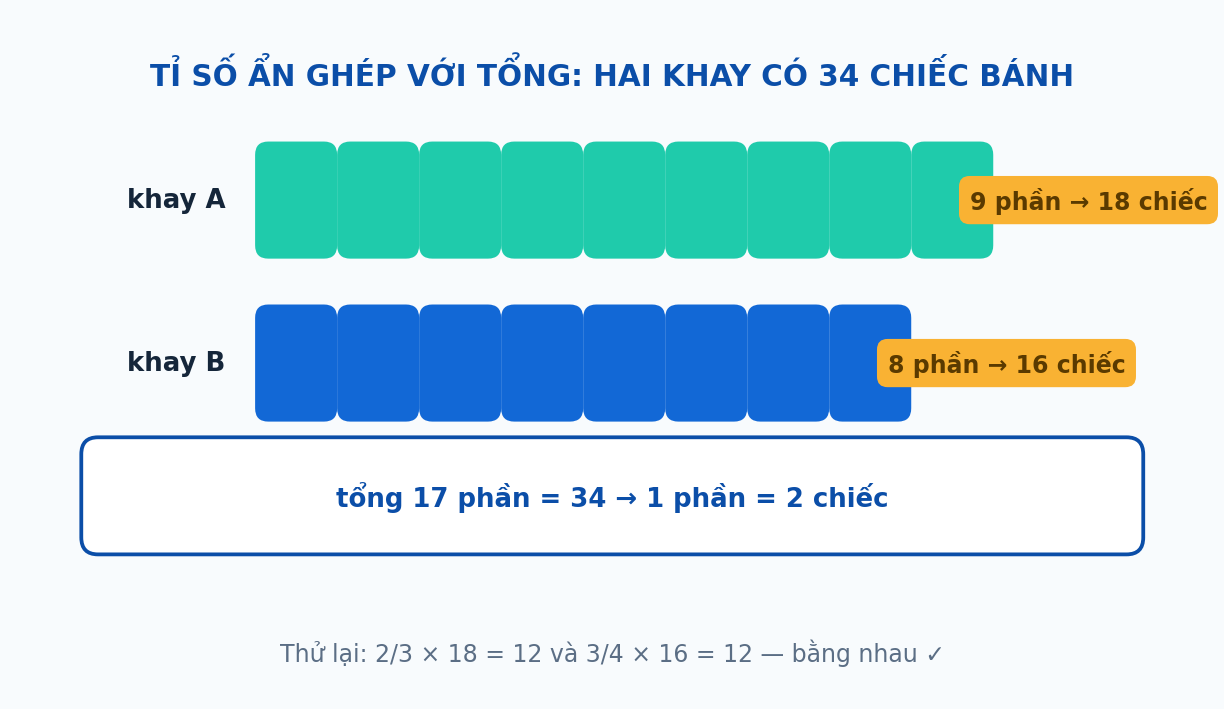 TỈ SỐ ẨN GHÉP VỚI TỔNG: HAI KHAY CÓ 34 CHIẾC BÁNH
khay A
9 phần → 18 chiếc
khay B
8 phần → 16 chiếc
tổng 17 phần = 34 → 1 phần = 2 chiếc
Thử lại: 2/3 × 18 = 12 và 3/4 × 16 = 12 — bằng nhau ✓